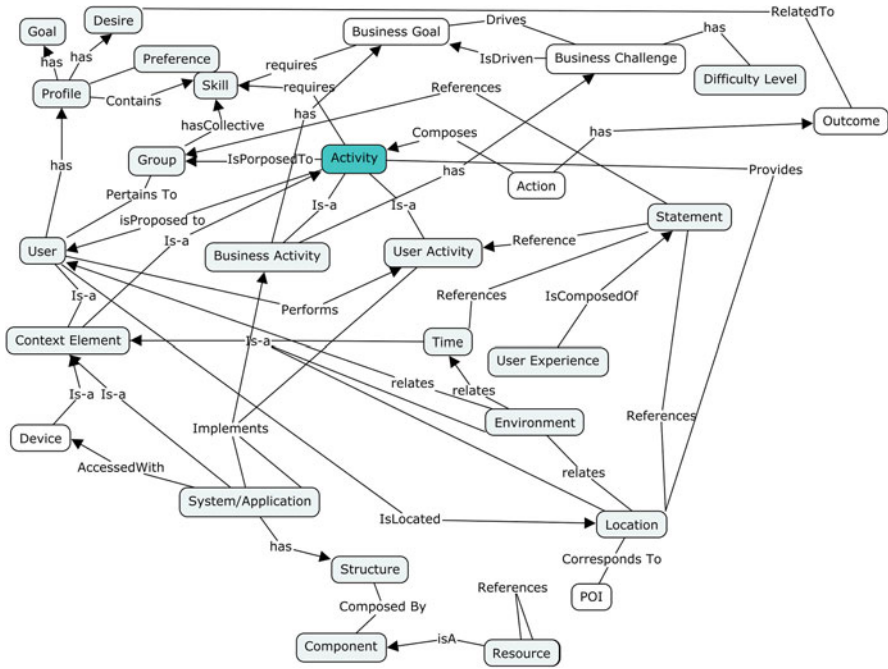 Desire
RelatedTo
Goal
Business Goal
Drives
has
has
has
Preference
IsDriven
Business Challenge
requires
Profile
Contains
Skill
requires
References
Difficulty Level
has
Outcome
hasCollective
Composes
has
Group
IsPorposedTo
Activity
has
Provides
has
Action
Pertains To
isProposed to
Is-a
Is-a
Statement
Is-a
User
Business Activity
User Activity
Reference
Is-a
Performs
References
IsComposedOf
Context Element
Is-a
Time
User Experience
Is-a
Is-a
relates
relates
References
Device
Implements
Environment
AccessedWith
relates
System/Application
IsLocated
Location
has
Corresponds To
Structure
References
POI
Composed By
Component
isA
Resource